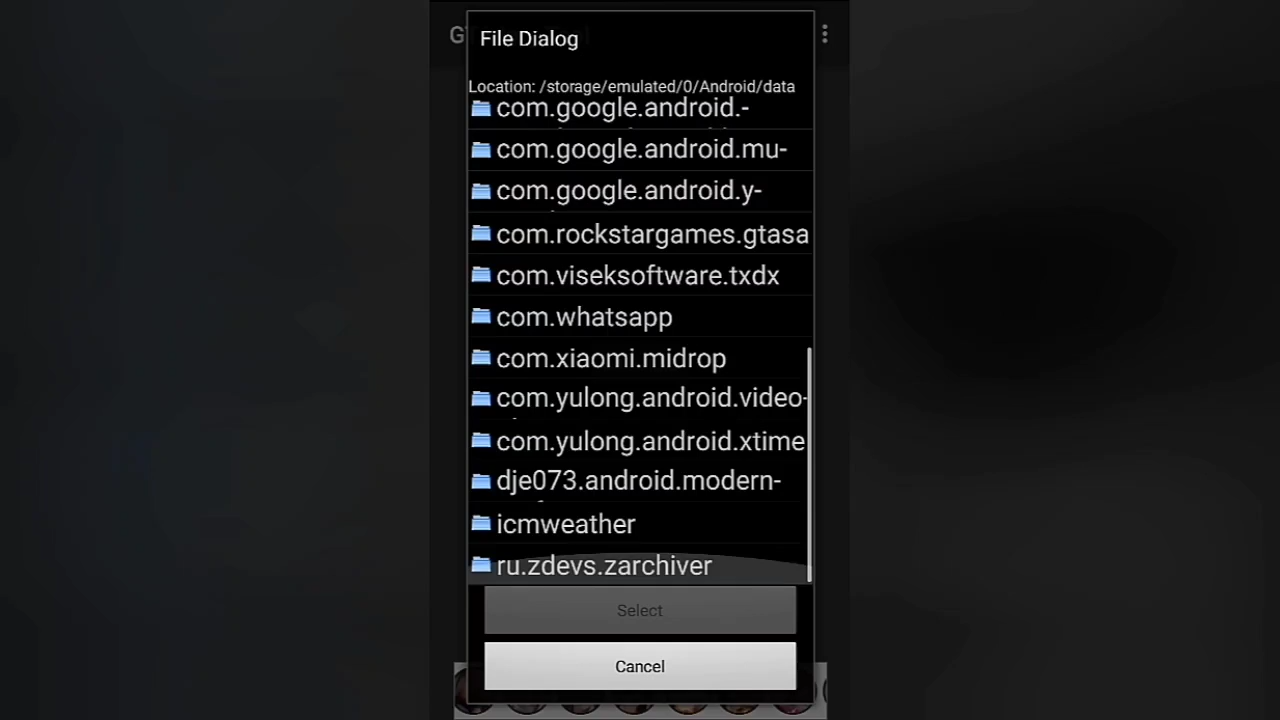 G
File Dialog
Location: /storage/emulated/0/Android/data
com.google.android.-
com.google.android.mu-
com.google.android.y-
com.rockstargames.gtasa
com.viseksoftware.txdx
com.whatsapp
com.xiaomi.midrop
com.yulong.android.video-
com.yulong.android.xtime
dje073.android.modern-
icmweather
ru.zdevs.zarchiver
Select
Cancel